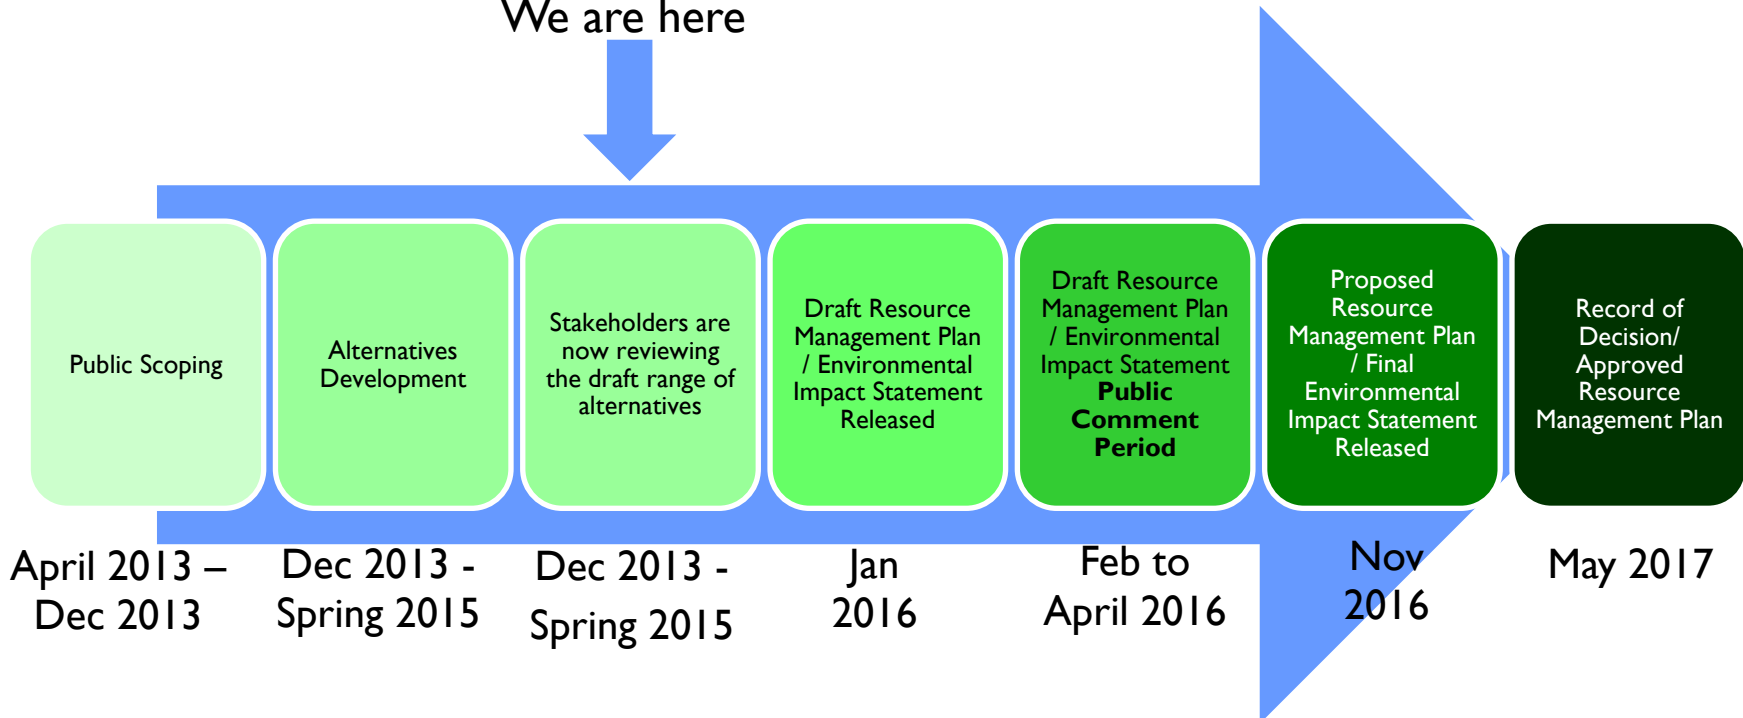 We are here
Public Scoping
Alternatives
Development
Stakeholders are
now reviewing
the draft range of
alternatives
Draft Resource
Management Plan
/ Environmental
Impact Statement
Released
Draft Resource
Management Plan
/ Environmental
Impact Statement
Public
Comment
Period
Proposed
Resource
Management Plan
/ Final
Environmental
Impact Statement
Released
Record of
Decision/
Approved
Resource
Management Plan
April 2013 –
Dec 2013
Dec 2013 -
Spring 2015
Dec 2013 -
Spring 2015
Jan
2016
Feb to
April 2016
Nov
2016
May 2017